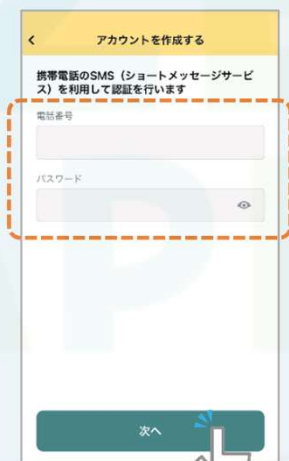 アカウントを作成する
携帯電話のSMS（ショートメッセージサービ
ス）を利用して認証を行います
電話番号
パスワード
次へ